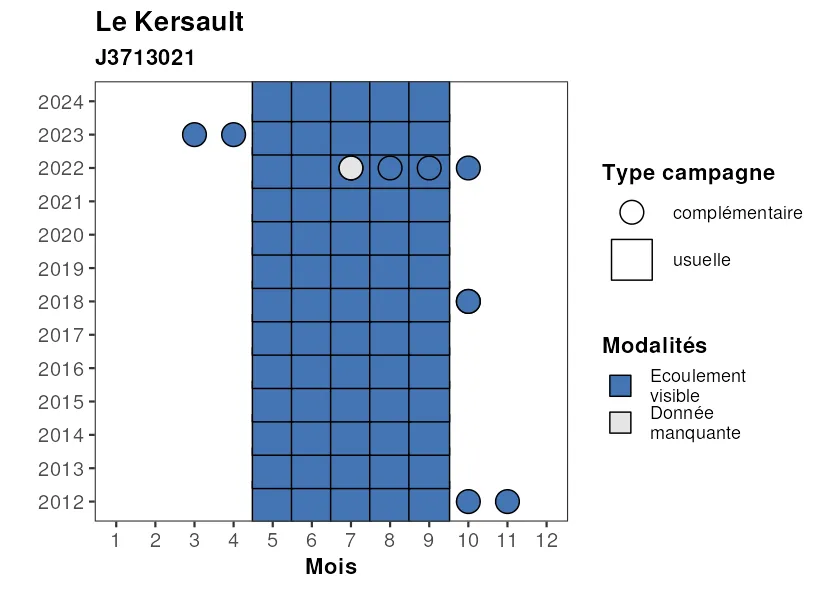 Le Kersault
J3713021
2024
2023
2022
2021
2020
2019
2018
2017
2016
2015
2014
2013
2012
1 2 3 4 5 6 7 8 9 10 11 12
Mois
Type campagne
complémentaire
usuelle
Modalités
Ecoulement
visible
Donnée
manquante